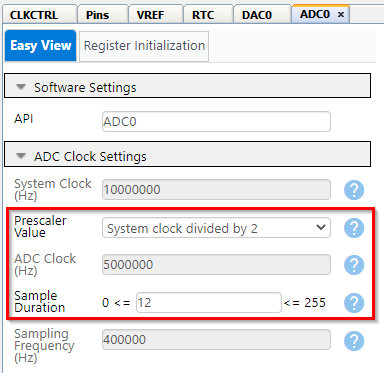 CLKCTRL Pins VREF RTC DAC0 ADC0 ×
Easy View Register Initialization
Software Settings
API ADC0
ADC Clock Settings
System Clock
(Hz) 10000000 ?
Prescaler
Value System clock divided by 2 ?
ADC Clock
(Hz) 5000000 ?
Sample
Duration 0 <= 12 <= 255 ?
Sampling
Frequency
(Hz) 400000 ?